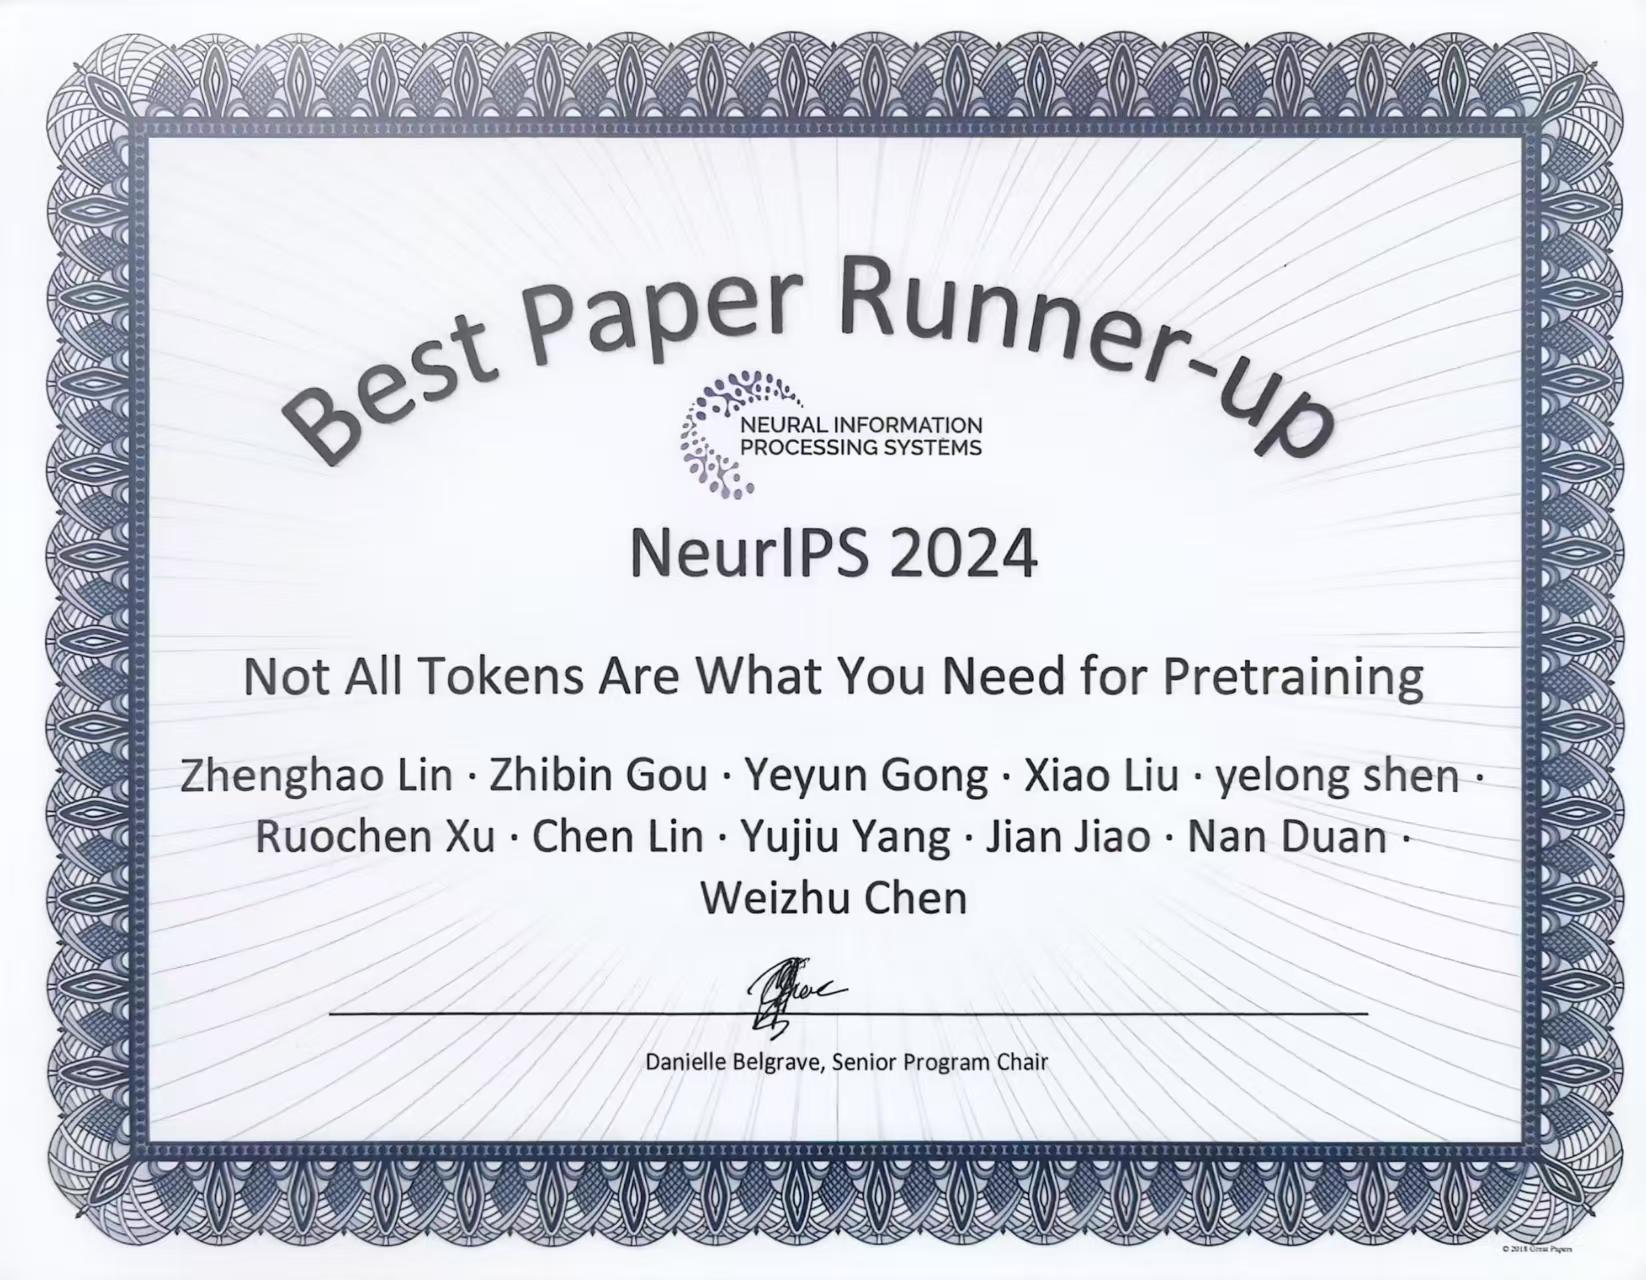 Best Paper Runner-up
NEURAL INFORMATION
PROCESSING SYSTEMS
NeurIPS 2024
Not All Tokens Are What You Need for Pretraining
Zhenghao Lin · Zhibin Gou · Yeyun Gong · Xiao Liu · yelong shen ·
Ruochen Xu · Chen Lin · Yujiu Yang · Jian Jiao · Nan Duan ·
Weizhu Chen
Danielle Belgrave, Senior Program Chair
© 2018 Great Papers